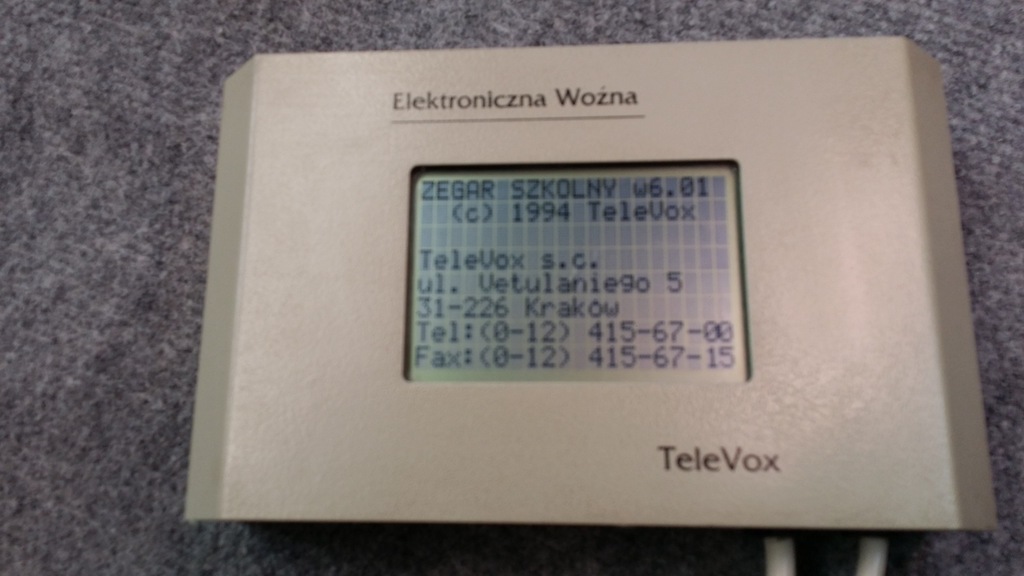 Elektroniczna Woźna
ZEGAR SZKOLNY w6.01
(c) 1994 TeleVox
TeleVox s.c.
ul. Vetulaniego 5
31-226 Kraków
Tel:(0-12) 415-67-00
Fax:(0-12) 415-67-15
TeleVox